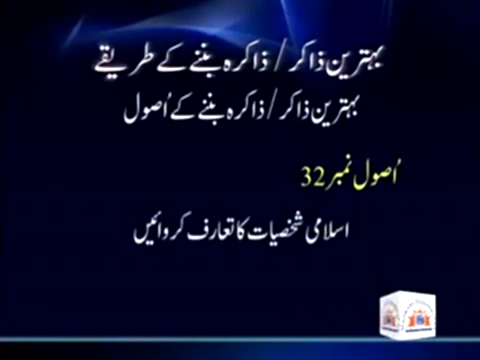 بہترین ذاکر/ذاکرہ بننے کے طریقے
بہترین ذاکر/ذاکرہ بننے کے اُصول
اُصول نمبر 32
اسلامی شخصیات کا تعارف کروائیں